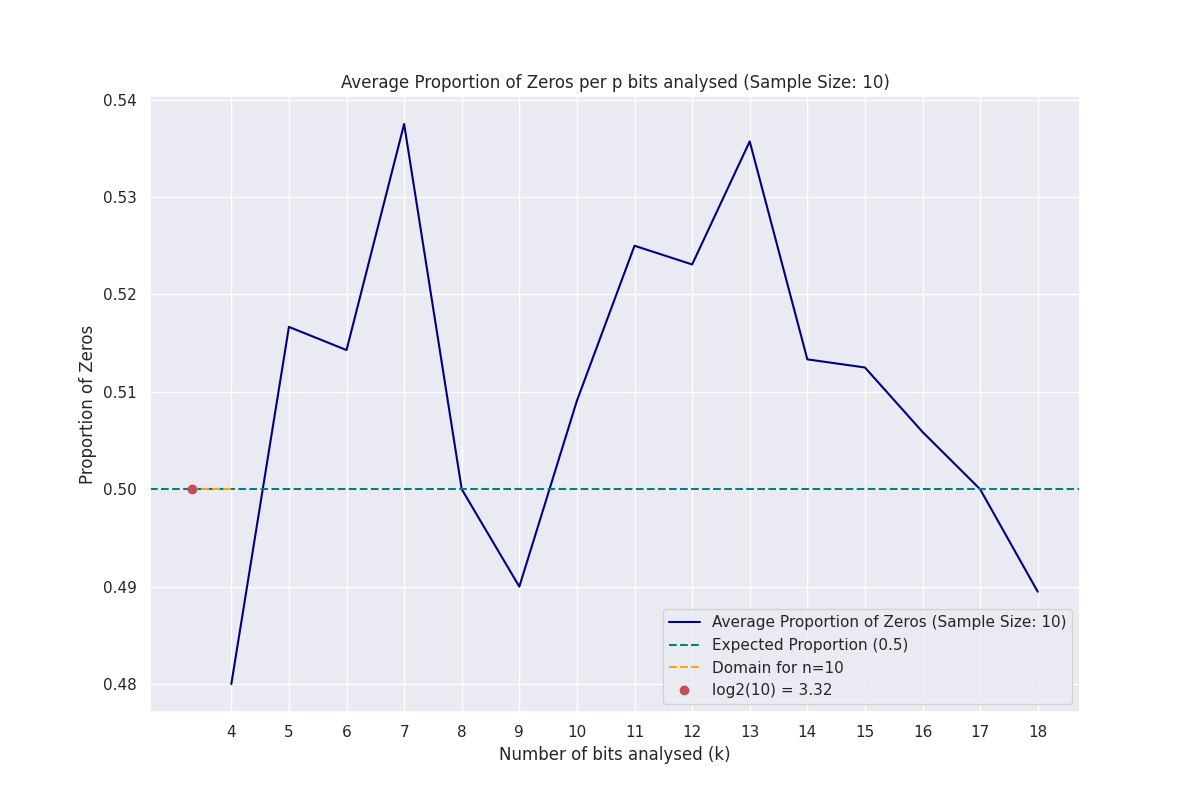 Average Proportion of Zeros per p bits analysed (Sample Size: 10)
Proportion of Zeros
0.54
0.53
0.52
0.51
0.50
0.49
0.48
Average Proportion of Zeros (Sample Size: 10)
Expected Proportion (0.5)
Domain for n=10
log2(10) = 3.32
4 5 6 7 8 9 10 11 12 13 14 15 16 17 18
Number of bits analysed (k)